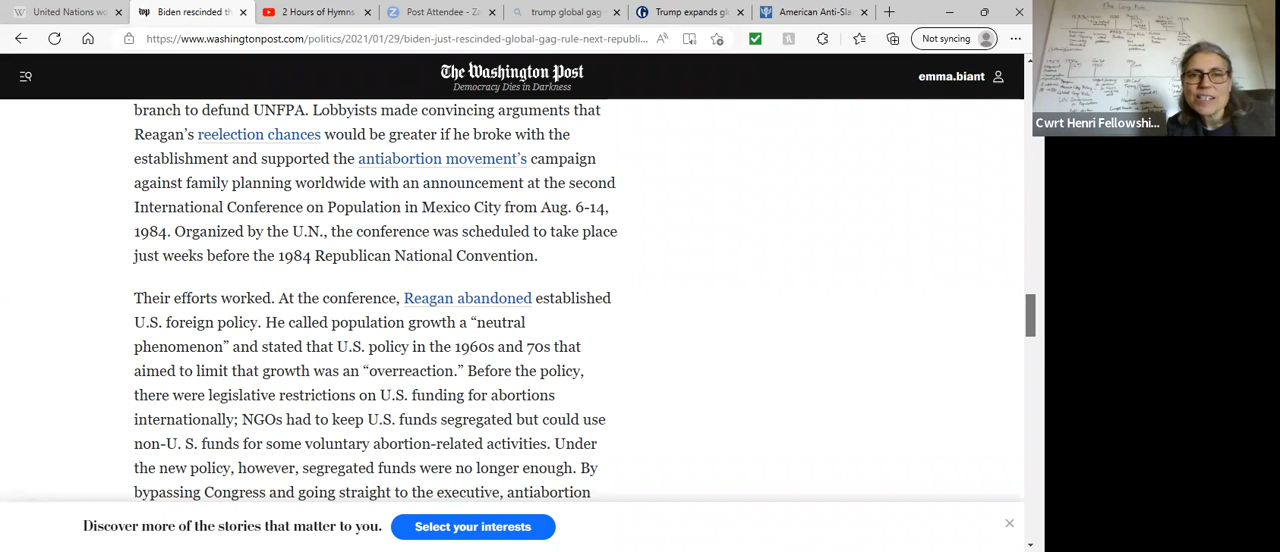 United Nations wo
Biden rescinded th
2 Hours of Hymns
Post Attendee - Z
trump global gag
Trump expands gl
American Anti-Sla
https://www.washingtonpost.com/politics/2021/01/29/biden-rescinded-global-gag-rule-next-republi...
Not syncing
The Washington Post
Democracy Dies in Darkness
emma.biant
The Gag Rule
Cwrt Henri Fellowshi...
branch to defund UNFPA. Lobbyists made convincing arguments that
Reagan’s reelection chances would be greater if he broke with the
establishment and supported the antiabortion movement’s campaign
against family planning worldwide with an announcement at the second
International Conference on Population in Mexico City from Aug. 6-14,
1984. Organized by the U.N., the conference was scheduled to take place
just weeks before the 1984 Republican National Convention.
Their efforts worked. At the conference, Reagan abandoned established
U.S. foreign policy. He called population growth a “neutral
phenomenon” and stated that U.S. policy in the 1960s and 70s that
aimed to limit that growth was an “overreaction.” Before the policy,
there were legislative restrictions on U.S. funding for abortions
internationally; NGOs had to keep U.S. funds segregated but could use
non-U. S. funds for some voluntary abortion-related activities. Under
the new policy, however, segregated funds were no longer enough. By
bypassing Congress and going straight to the executive, antiabortion
Discover more of the stories that matter to you.
Select your interests